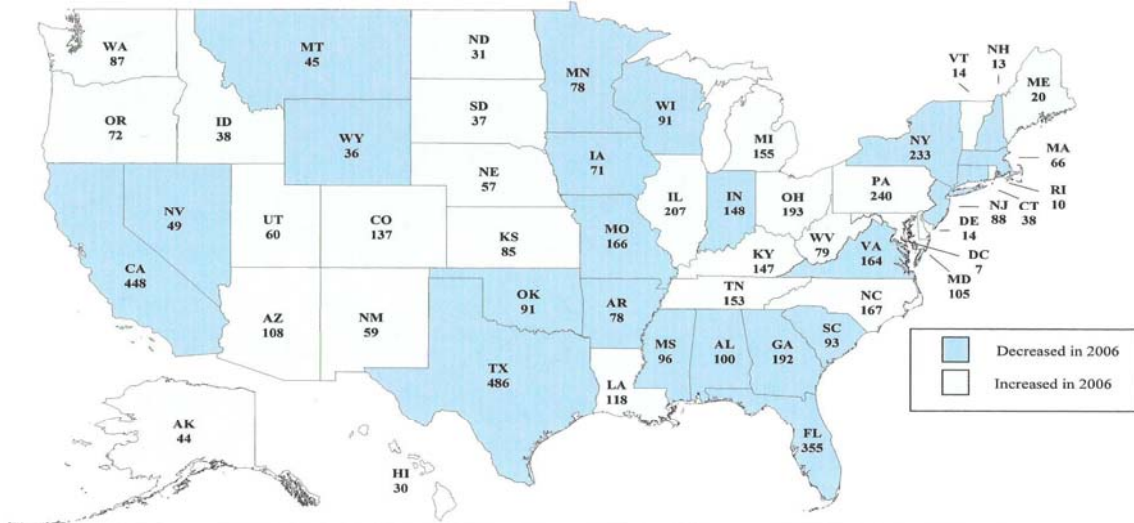 WA
87
MT
45
ND
31
MN
78
VT
14
NH
13
ME
20
OR
72
ID
38
WY
36
SD
37
WI
91
MI
155
NY
233
MA
66
RI
10
CT
38
NJ
88
DE
14
DC
7
MD
105
NV
49
UT
60
CO
137
NE
57
IA
71
IL
207
IN
148
OH
193
PA
240
CA
448
KS
85
MO
166
KY
147
WV
79
VA
164
AZ
108
NM
59
OK
91
AR
78
TN
153
NC
167
TX
486
LA
118
MS
96
AL
100
GA
192
SC
93
FL
355
AK
44
HI
30
Decreased in 2006
Increased in 2006